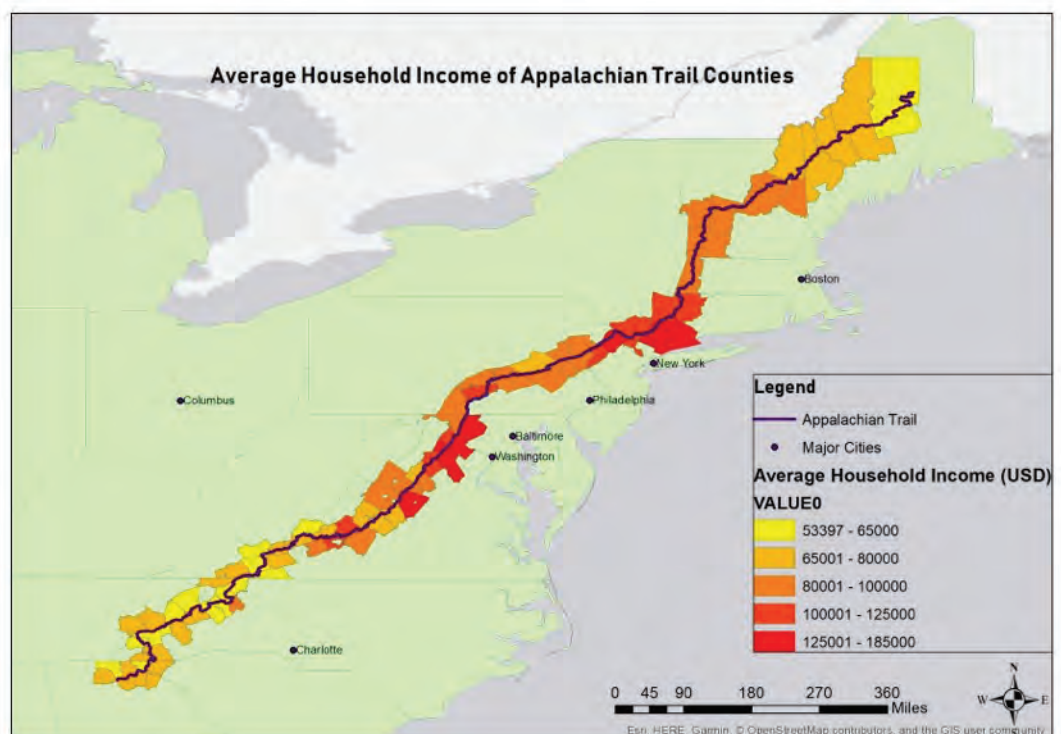 Average Household Income of Appalachian Trail Counties
Boston
New York
Columbus
Philadelphia
Baltimore
Washington
Charlotte
Legend
Appalachian Trail
Major Cities
Average Household Income (USD)
VALUE0
53397 - 65000
65001 - 80000
80001 - 100000
100001 - 125000
125001 - 185000
N
W
E
S
0 45 90 180 270 360
Miles
Esri, HERE, Garmin, © OpenStreetMap contributors, and the GIS user community